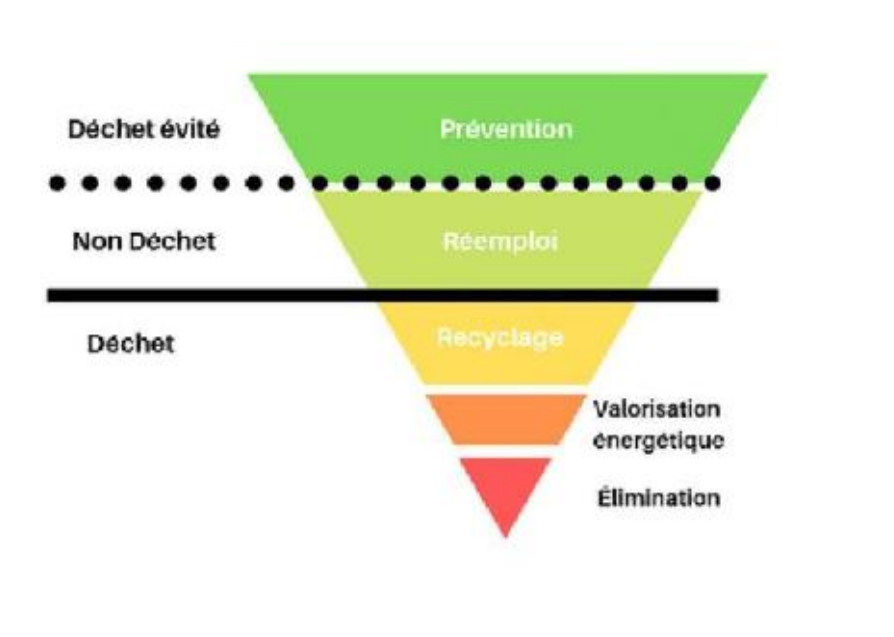 Déchet évité
Prévention
Non Déchet
Réemploi
Déchet
Recyclage
Valorisation
énergétique
Élimination